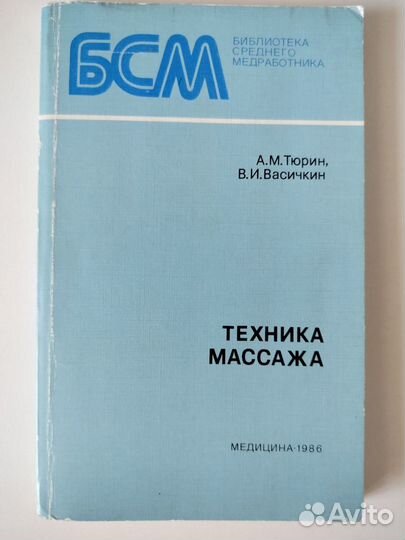 БСМ
БИБЛИОТЕКА
СРЕДНЕГО
МЕДРАБОТНИКА
А.М.Тюрин,
В.И.Васичкин
ТЕХНИКА
МАССАЖА
МЕДИЦИНА·1986
Avito